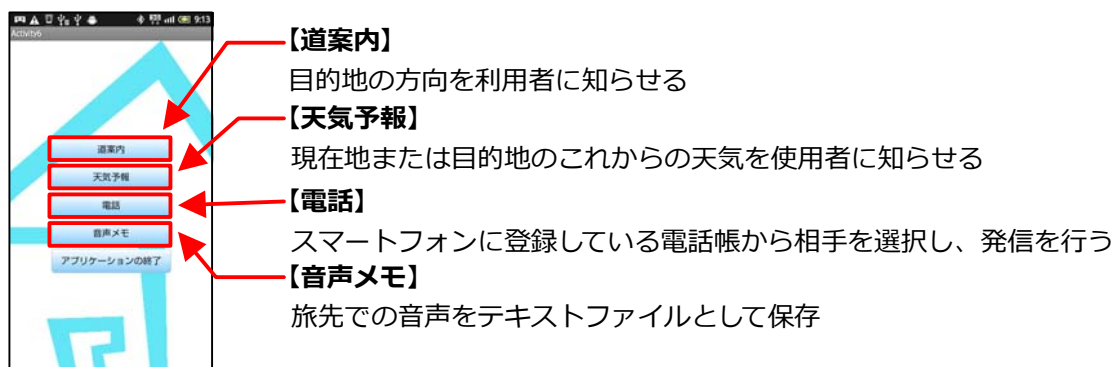 9:13
Activity6
道案内
天気予報
電話
音声メモ
アプリケーションの終了
【道案内】
目的地の方向を利用者に知らせる
【天気予報】
現在地または目的地のこれからの天気を使用者に知らせる
【電話】
スマートフォンに登録している電話帳から相手を選択し、発信を行う
【音声メモ】
旅先での音声をテキストファイルとして保存